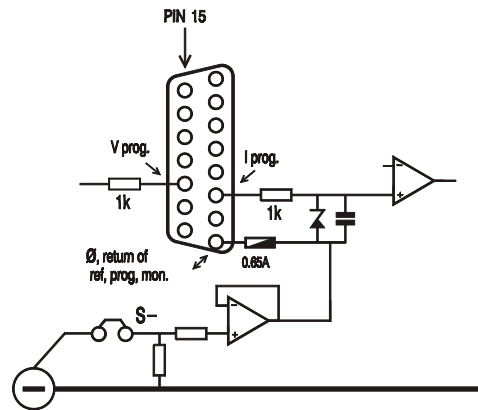 PIN 15
V prog.
I prog.
1k
1k
Ø, return of
ref, prog, mon.
0.65A
S–